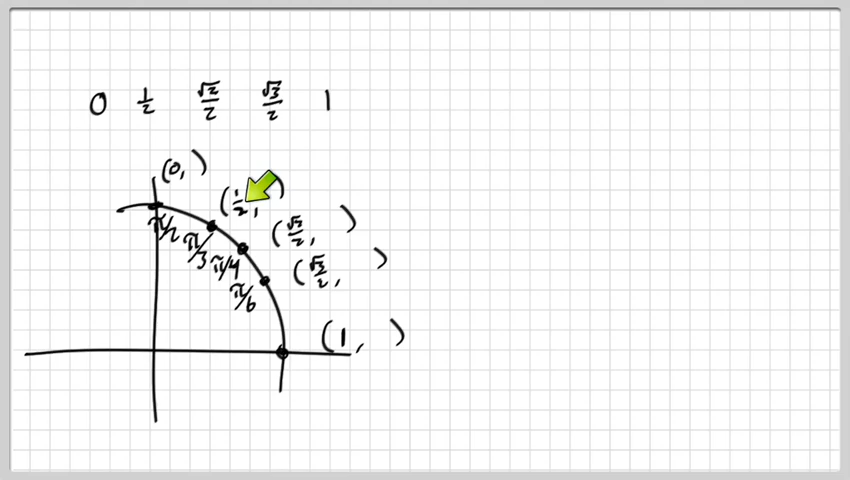 0 1/2 √2/2 √3/2 1
(0, )
(1/2, )
π/2 π/3 π/4 π/6
(√2/2, )
(√3/2, )
(1, )